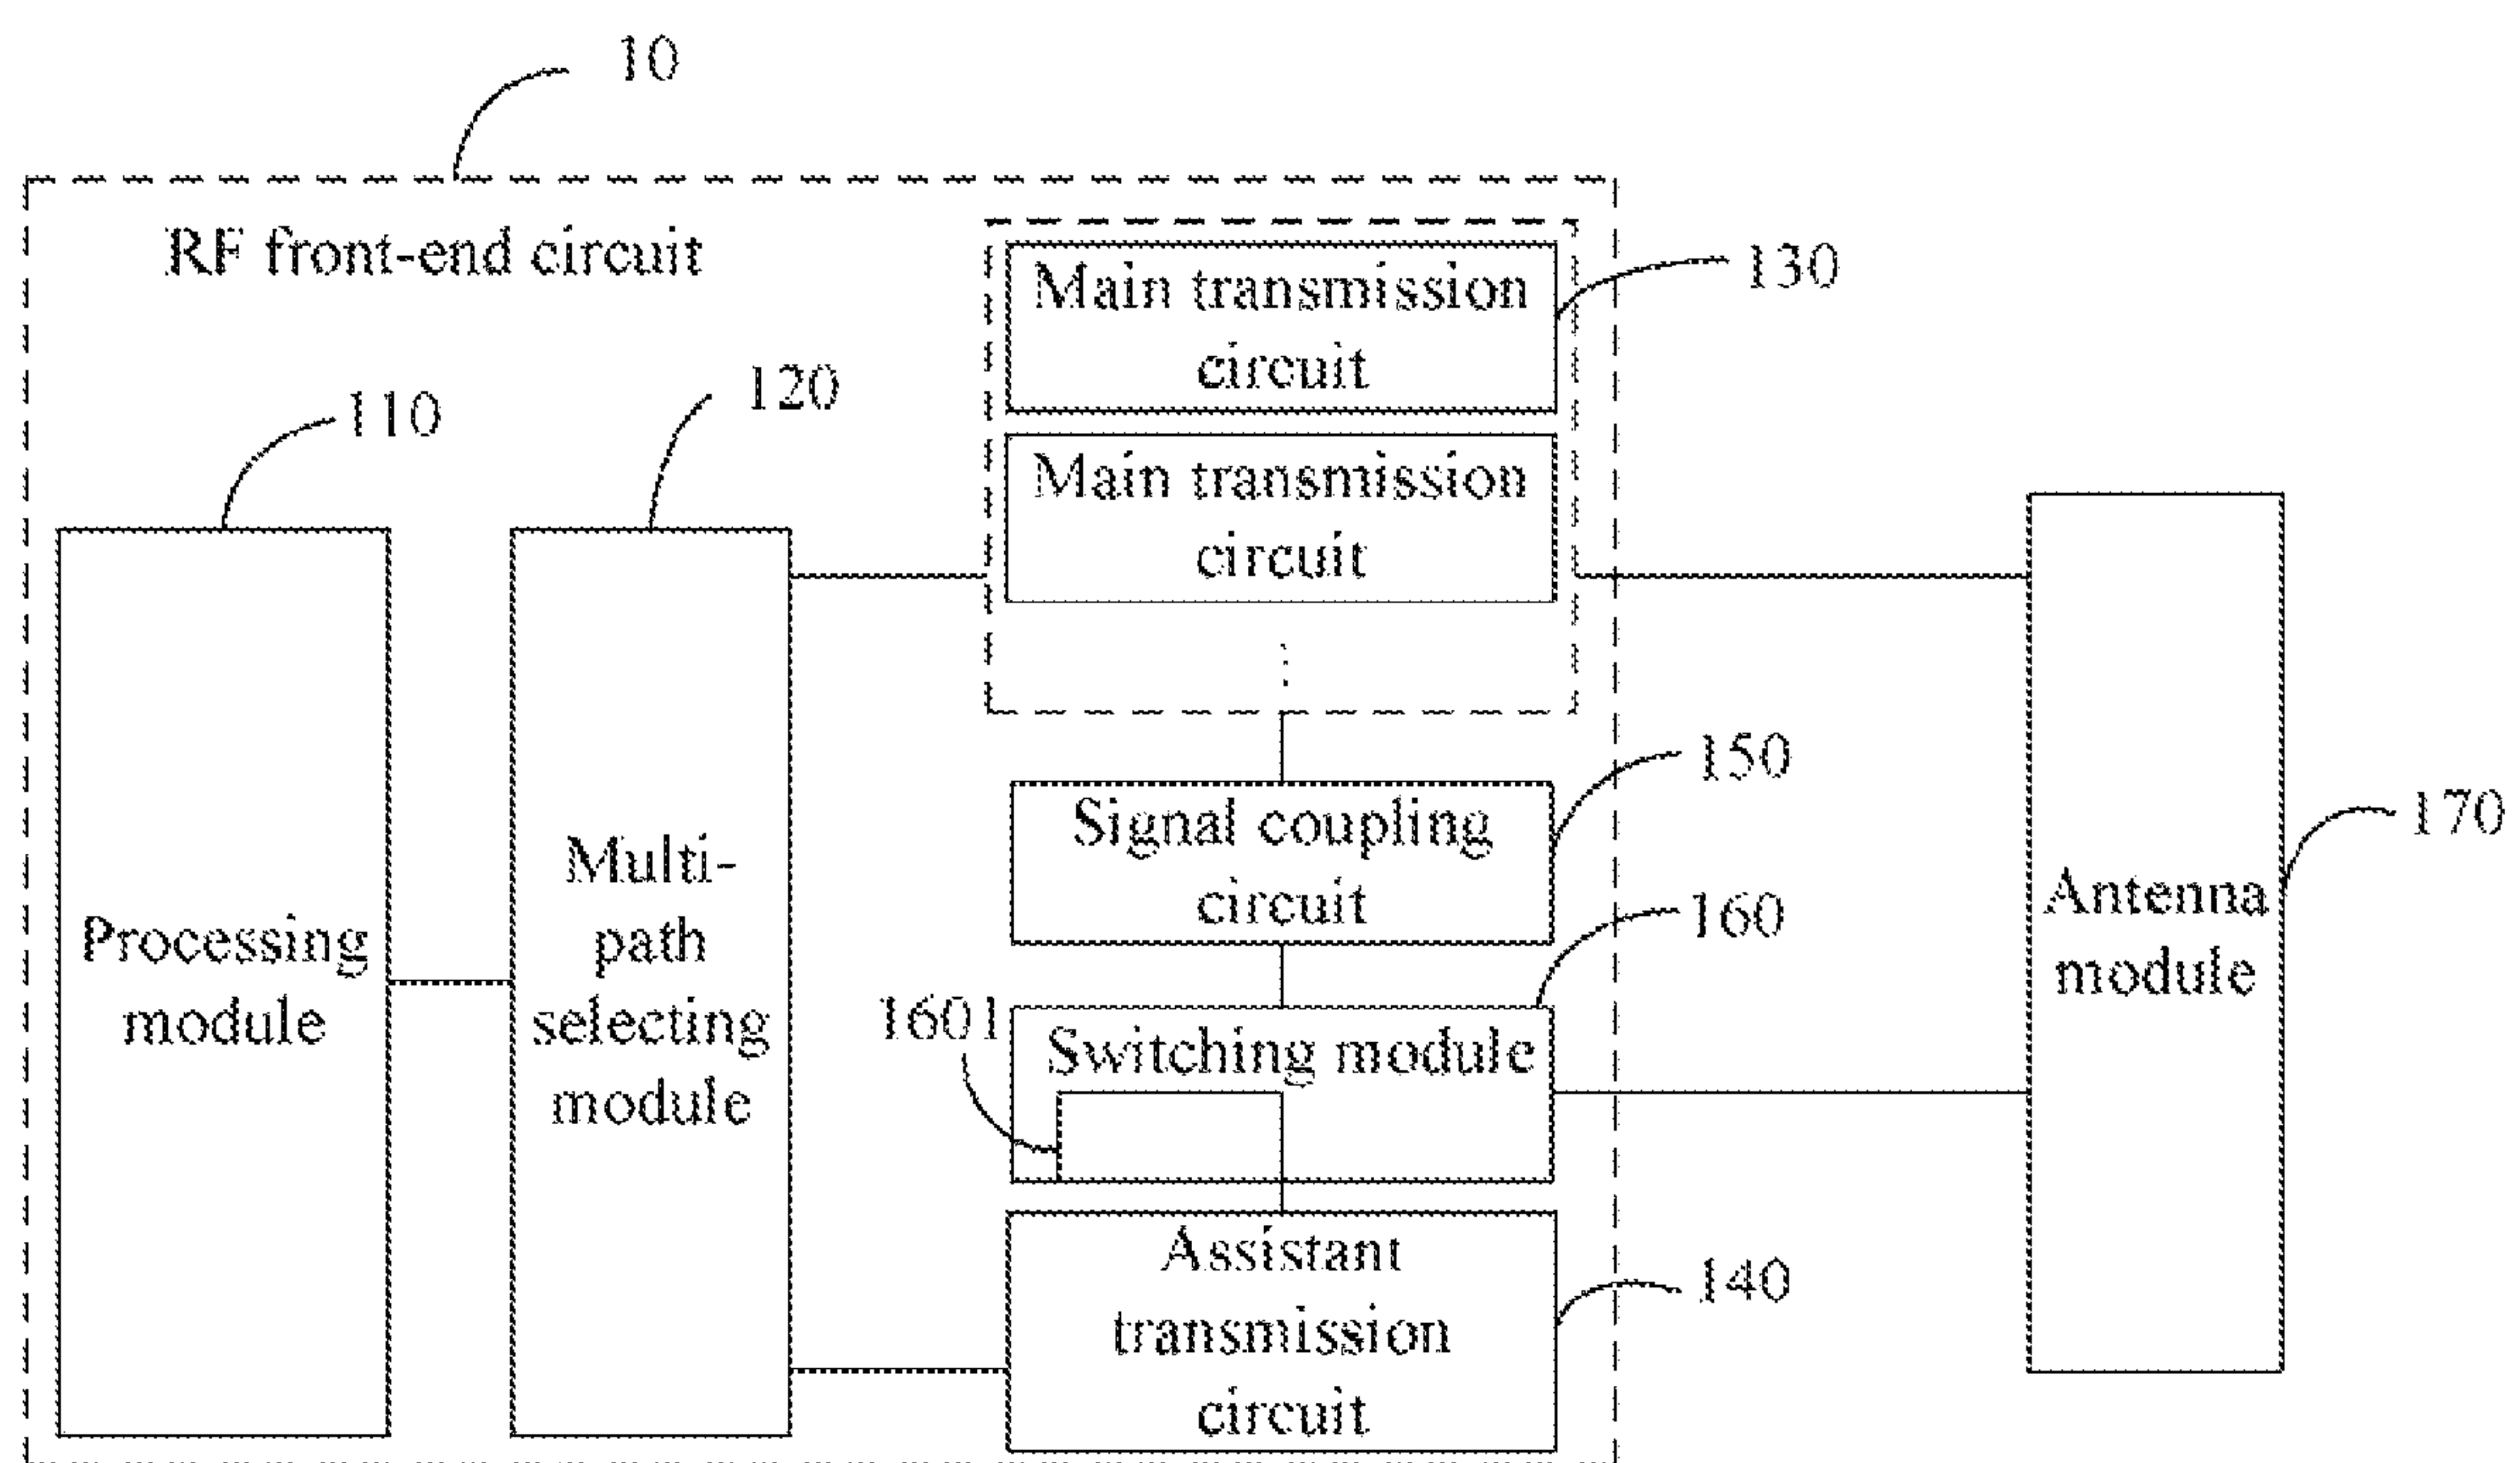 10
RF front-end circuit
Main transmission
circuit
130
Main transmission
circuit
110
120
Processing
module
Multi-
path
selecting
module
Signal coupling
circuit
150
160
1601
Switching module
Assistant
transmission
circuit
140
Antenna
module
170